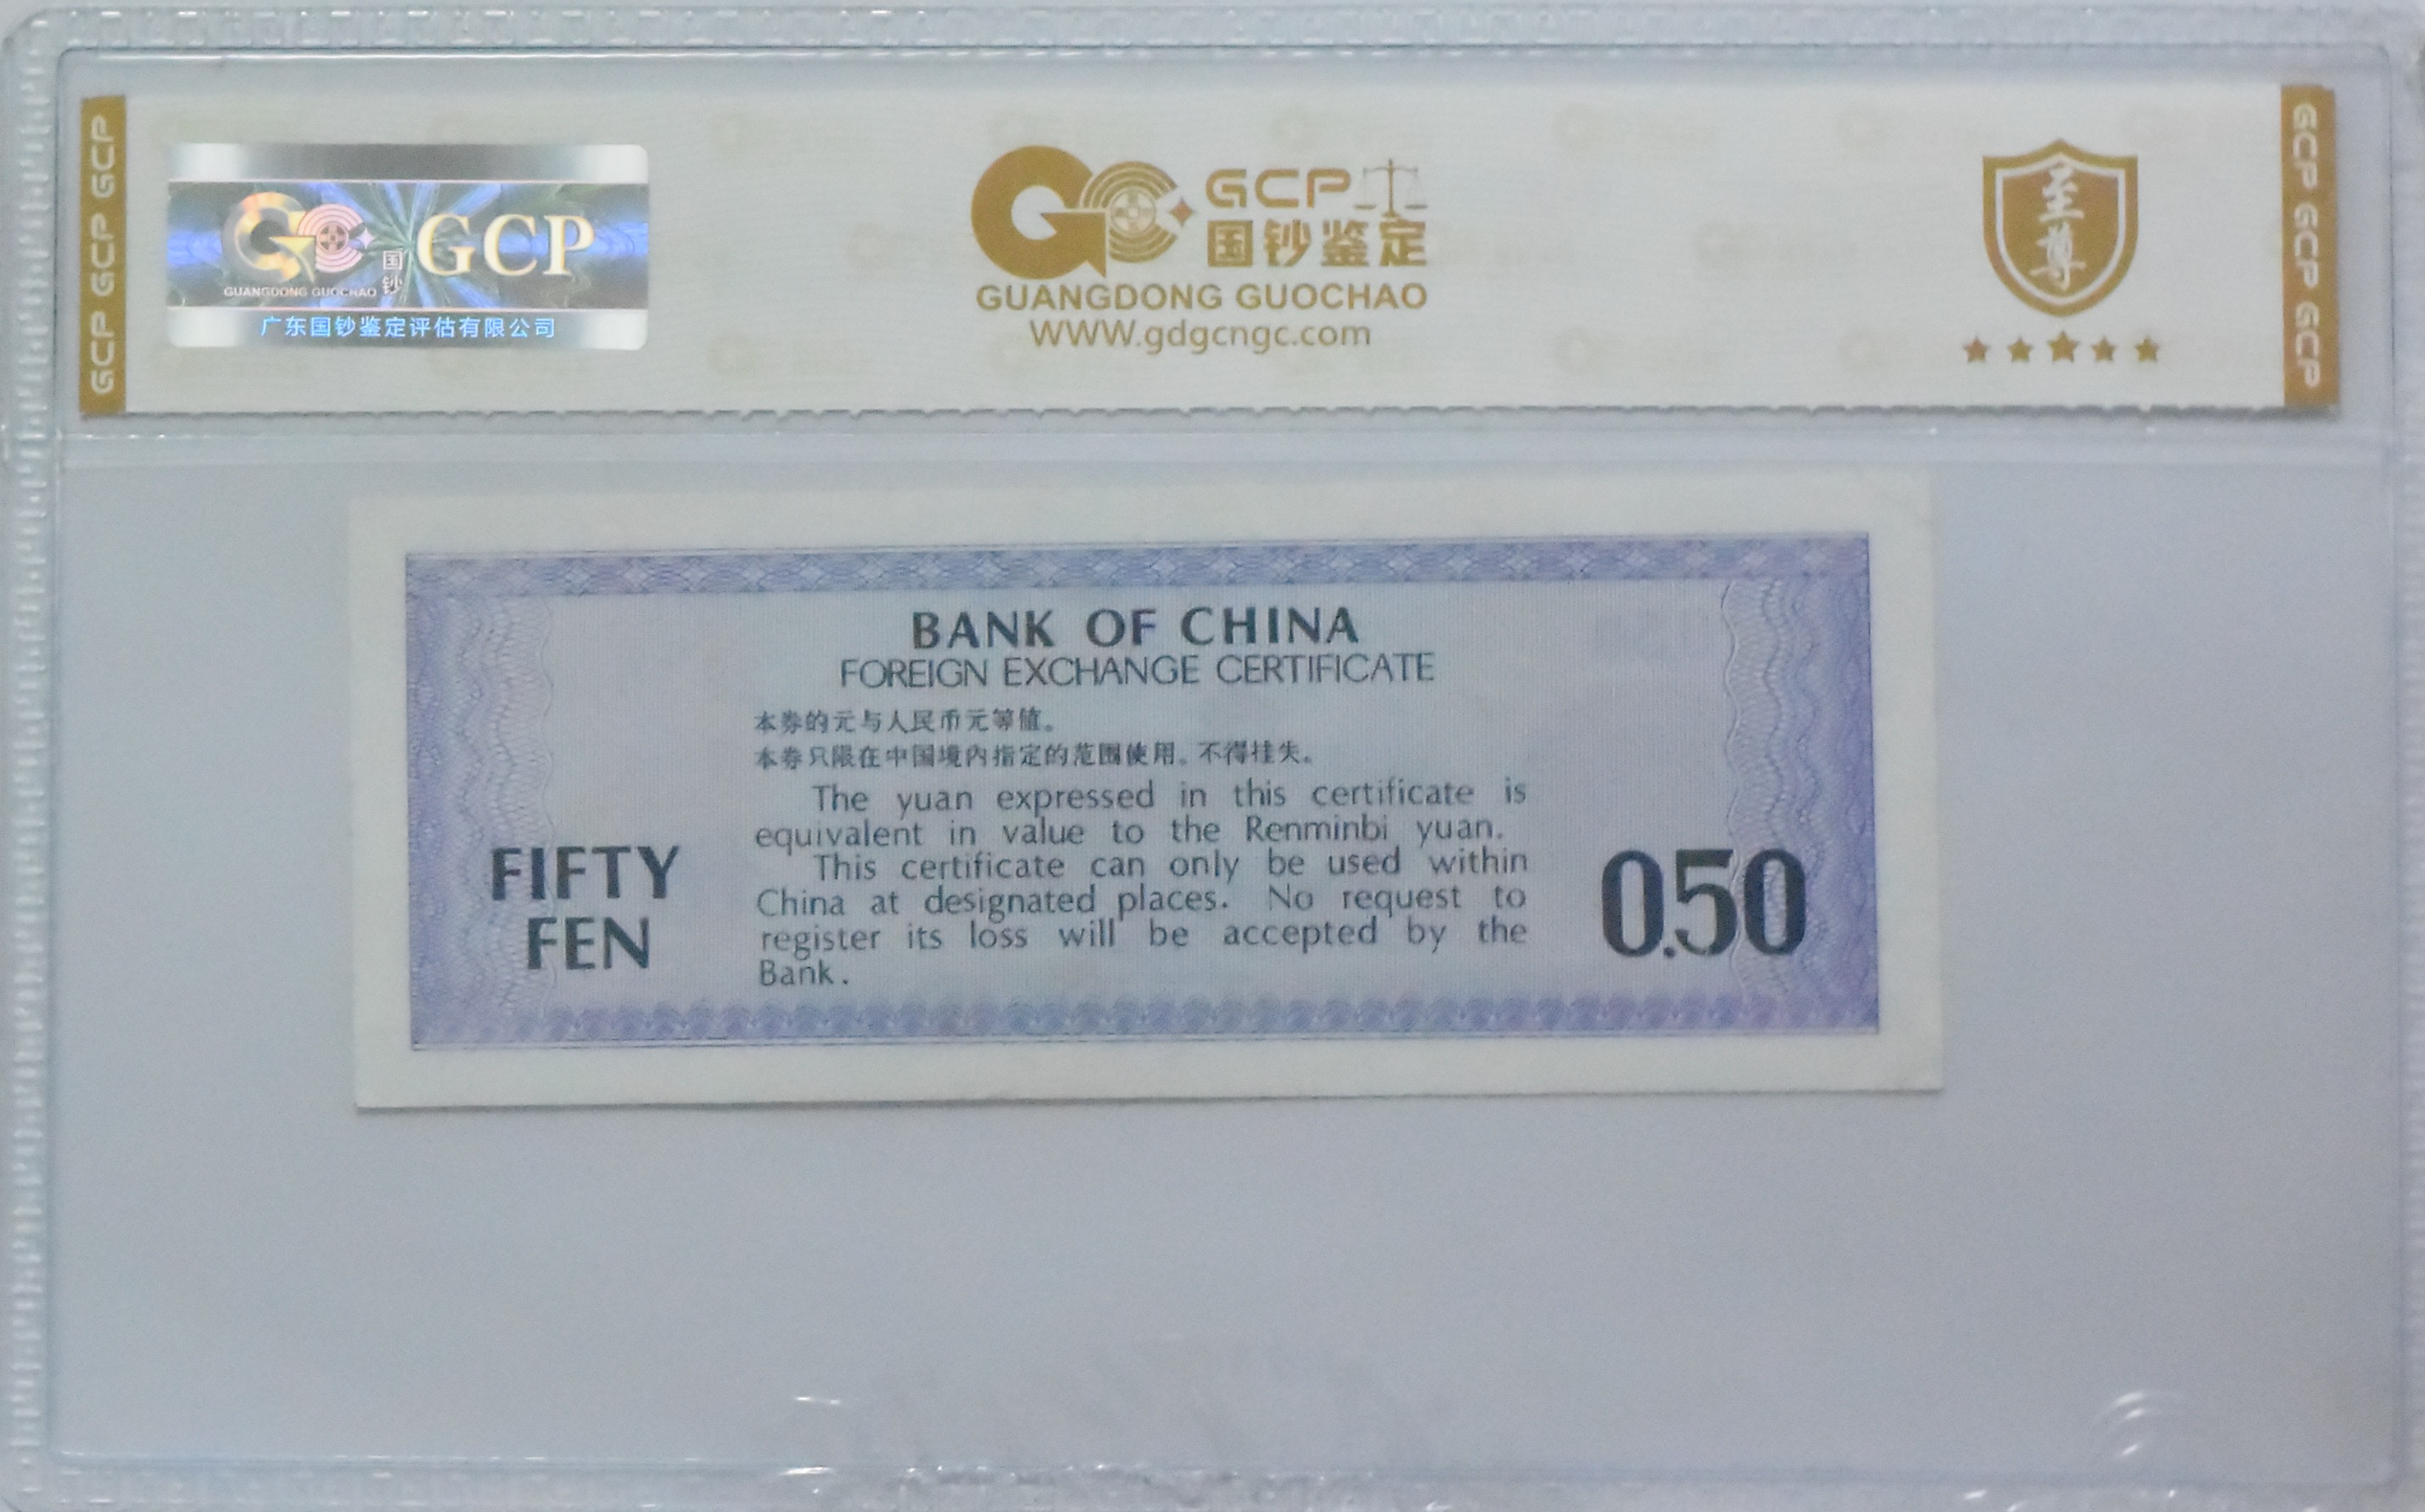 GCP GCP GCP
GCP
国钞
GUANGDONG GUOCHAO
广东国钞鉴定评估有限公司
GCP
国钞鉴定
GUANGDONG GUOCHAO
WWW.gdgcngc.com
至尊
GCP GCP GCP
BANK OF CHINA
FOREIGN EXCHANGE CERTIFICATE
本券的元与人民币元等值。
本券只限在中国境内指定的范围使用。不得挂失。
The yuan expressed in this certificate is
equivalent in value to the Renminbi yuan.
This certificate can only be used within
China at designated places. No request to
register its loss will be accepted by the
Bank.
FIFTY
FEN
0.50